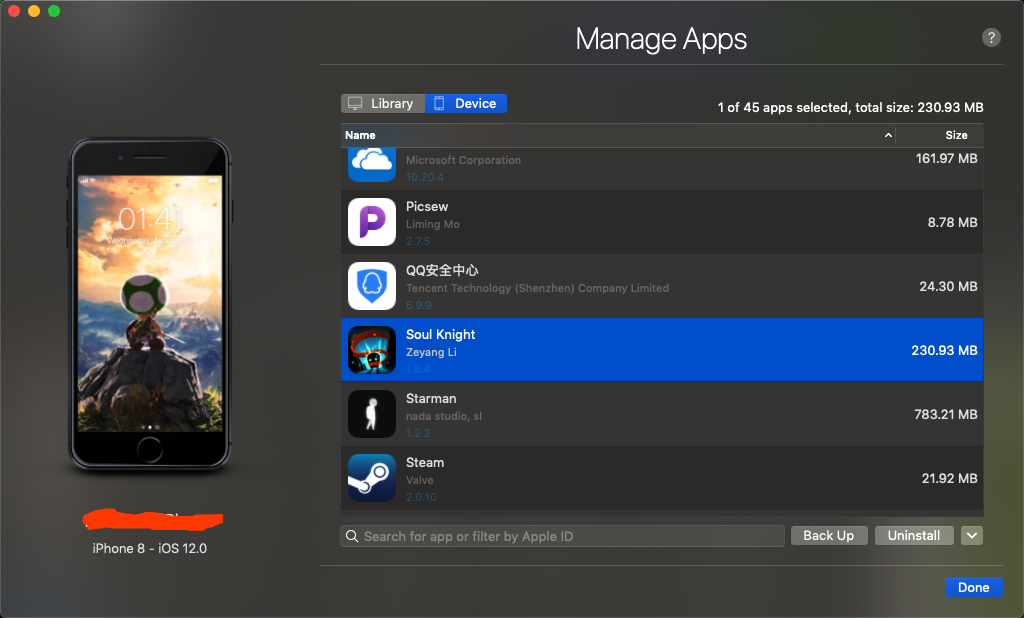 Manage Apps
?
Library
Device
1 of 45 apps selected, total size: 230.93 MB
Name
Size
Microsoft Corporation
10.20.4
161.97 MB
Picsew
Liming Mo
2.7.5
8.78 MB
QQ安全中心
Tencent Technology (Shenzhen) Company Limited
6.9.9
24.30 MB
Soul Knight
Zeyang Li
1.8.4
230.93 MB
Starman
nada studio, sl
1.2.2
783.21 MB
Steam
Valve
2.0.10
21.92 MB
01:41
Wednesday,
iPhone 8 - iOS 12.0
Search for app or filter by Apple ID
Back Up
Uninstall
Done